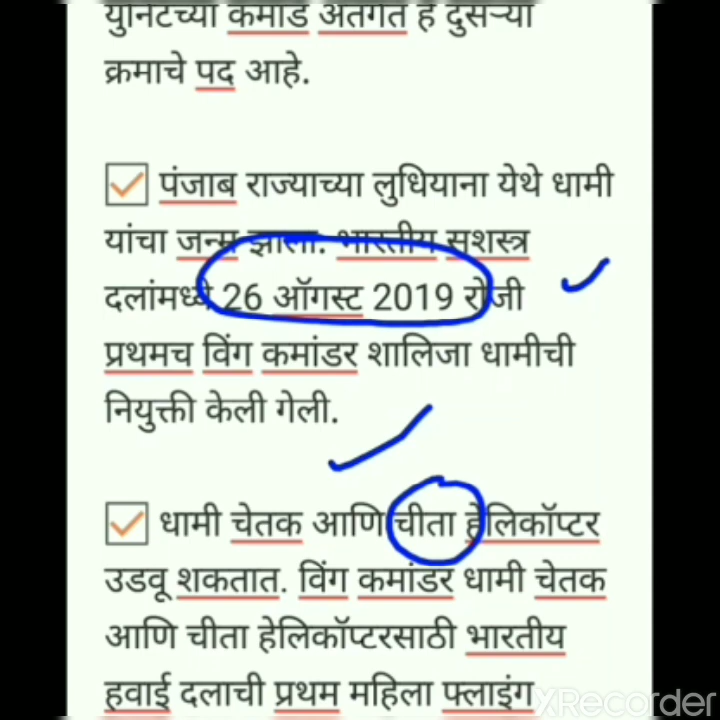 युनिटच्या कमांड अंतर्गत हे दुसऱ्या
क्रमाचे पद आहे.
पंजाब राज्याच्या लुधियाना येथे धामी
यांचा जन्म झाला. भारतीय सशस्त्र
दलांमध्ये 26 ऑगस्ट 2019 रोजी
प्रथमच विंग कमांडर शालिजा धामीची
नियुक्ती केली गेली.
धामी चेतक आणि चीता हेलिकॉप्टर
उडवू शकतात. विंग कमांडर धामी चेतक
आणि चीता हेलिकॉप्टरसाठी भारतीय
हवाई दलाची प्रथम महिला फ्लाइंग
XRecorder